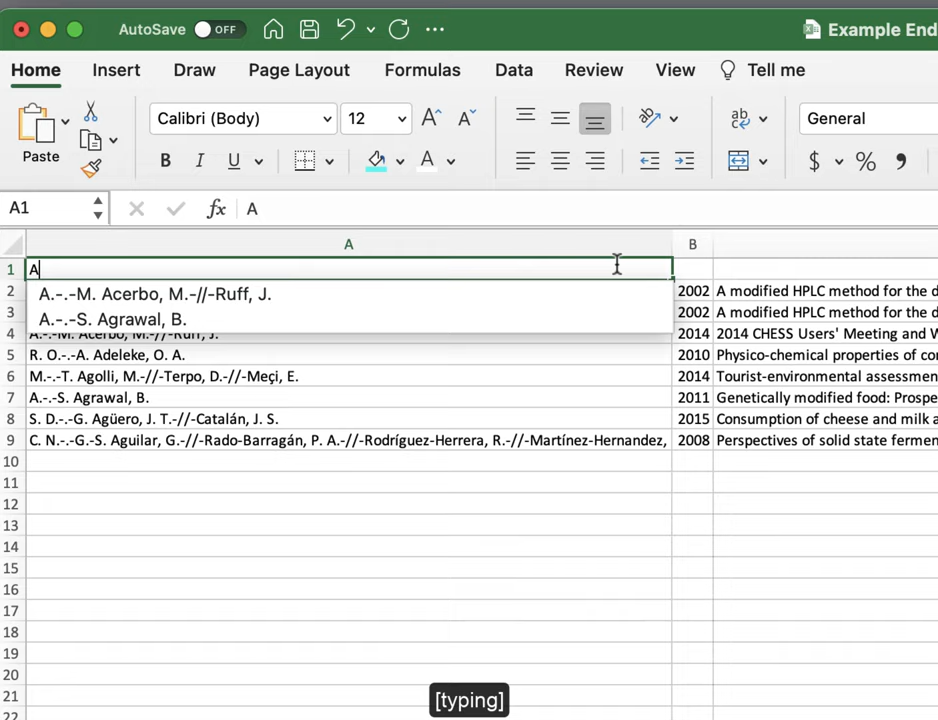 AutoSave OFF Example End
Home Insert Draw Page Layout Formulas Data Review View Tell me
Paste Calibri (Body) 12 A A ab General
B I U A $ % 9
A1 fx A
A B
1 A
A.-.-M. Acerbo, M.-//-Ruff, J.
A.-.-S. Agrawal, B.
2 2002 A modified HPLC method for the d
3 2002 A modified HPLC method for the d
4 A.-.-M. Acerbo, M.-//-Ruff, J. 2014 2014 CHESS Users' Meeting and W
5 R. O.-.-A. Adeleke, O. A. 2010 Physico-chemical properties of co
6 M.-.-T. Agolli, M.-//-Terpo, D.-//-Meçi, E. 2014 Tourist-environmental assessmen
7 A.-.-S. Agrawal, B. 2011 Genetically modified food: Prospe
8 S. D.-.-G. Agüero, J. T.-//-Catalán, J. S. 2015 Consumption of cheese and milk a
9 C. N.-.-G.-S. Aguilar, G.-//-Rado-Barragán, P. A.-//-Rodríguez-Herrera, R.-//-Martínez-Hernandez, 2008 Perspectives of solid state fermen
10
11
12
13
14
15
16
17
18
19
20
21
22
[typing]